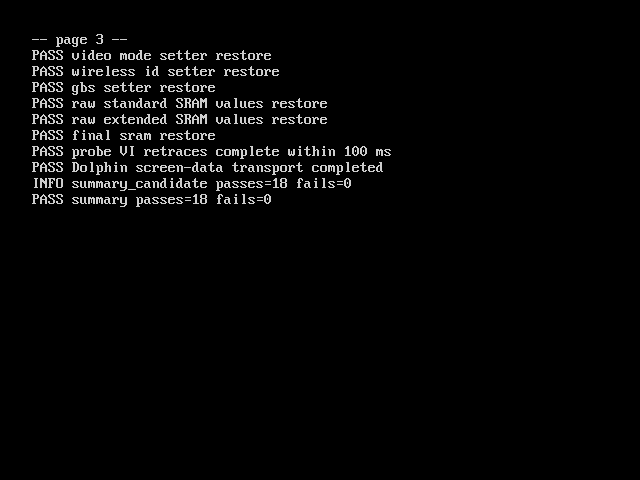 -- page 3 --
PASS video mode setter restore
PASS wireless id setter restore
PASS gbs setter restore
PASS raw standard SRAM values restore
PASS raw extended SRAM values restore
PASS final sram restore
PASS probe VI retraces complete within 100 ms
PASS Dolphin screen-data transport completed
INFO summary_candidate passes=18 fails=0
PASS summary passes=18 fails=0